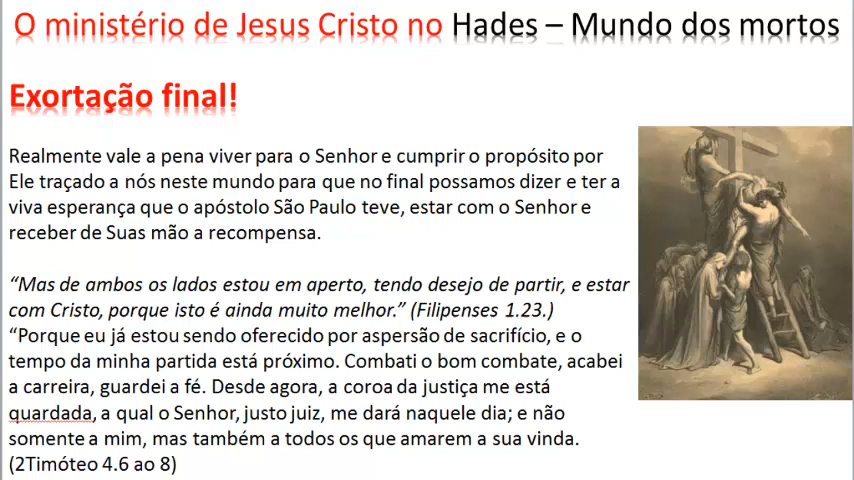 O ministério de Jesus Cristo no Hades – Mundo dos mortos
Exortação final!
Realmente vale a pena viver para o Senhor e cumprir o propósito por
Ele traçado a nós neste mundo para que no final possamos dizer e ter a
viva esperança que o apóstolo São Paulo teve, estar com o Senhor e
receber de Suas mão a recompensa.
“Mas de ambos os lados estou em aperto, tendo desejo de partir, e estar
com Cristo, porque isto é ainda muito melhor.” (Filipenses 1.23.)
“Porque eu já estou sendo oferecido por aspersão de sacrifício, e o
tempo da minha partida está próximo. Combati o bom combate, acabei
a carreira, guardei a fé. Desde agora, a coroa da justiça me está
quardada, a qual o Senhor, justo juiz, me dará naquele dia; e não
somente a mim, mas também a todos os que amarem a sua vinda.
(2Timóteo 4.6 ao 8)